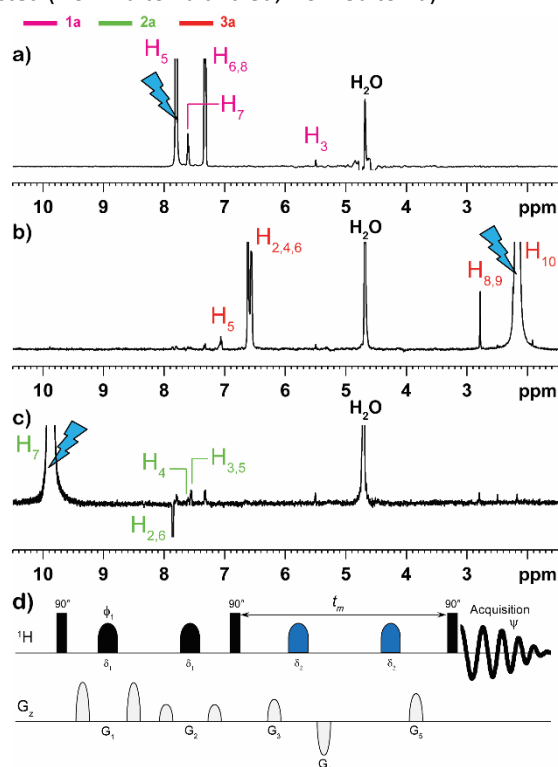 1a 2a 3a
a)
H5
H6,8
H7
H2O
H3
10 9 8 7 6 5 4 3 ppm
b)
H2,4,6
H5
H2O
H8,9
H10
10 9 8 7 6 5 4 3 ppm
c)
H7
H4
H3,5
H2,6
H2O
10 9 8 7 6 5 4 3 ppm
d)
90° ϕ1 90° tm 90° Acquisition
ψ
¹H
δ1 δ1 δ2 δ2
Gz
G1 G2 G3 G G5